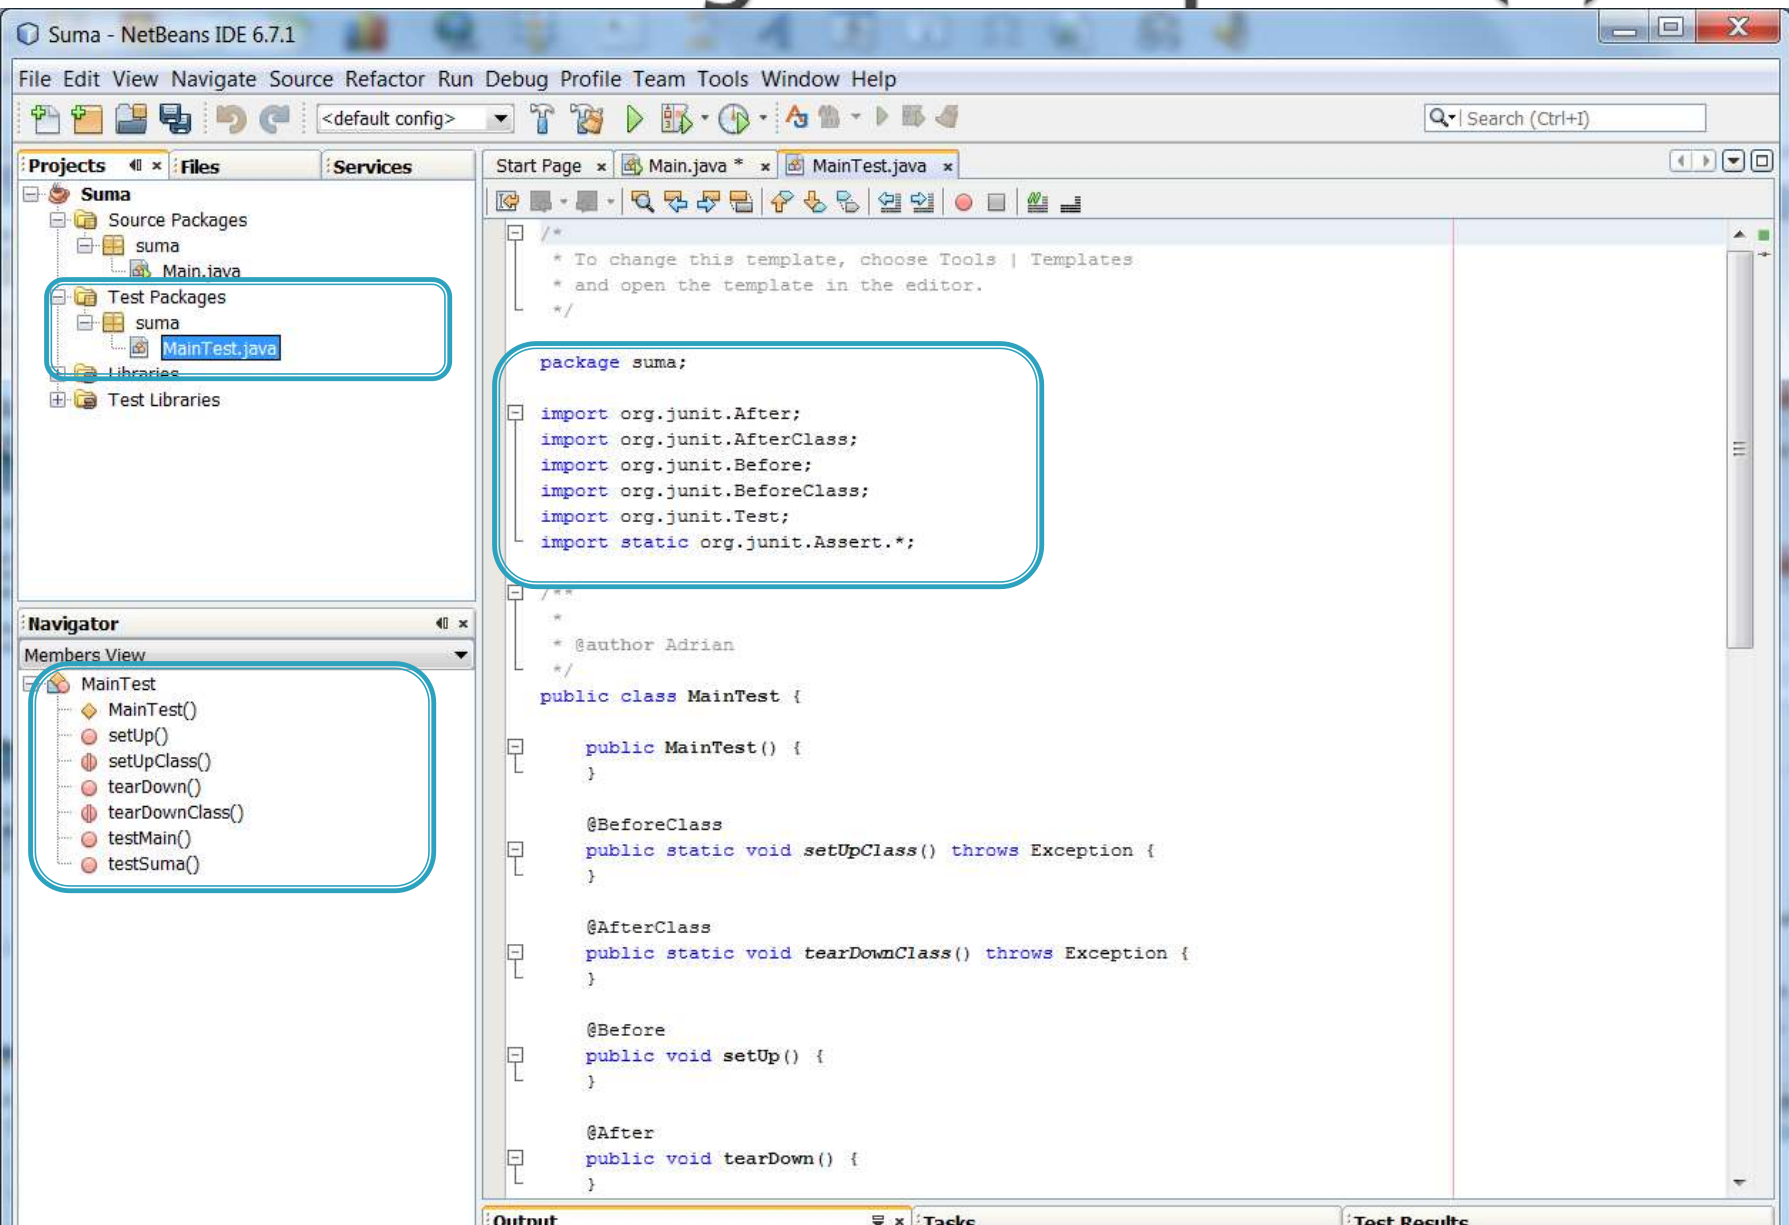 Suma - NetBeans IDE 6.7.1
File Edit View Navigate Source Refactor Run Debug Profile Team Tools Window Help
<default config>
Search (Ctrl+I)
Projects Files Services
Suma
Source Packages
suma
Main.java
Test Packages
suma
MainTest.java
Libraries
Test Libraries
Navigator
Members View
MainTest
MainTest()
setUp()
setUpClass()
tearDown()
tearDownClass()
testMain()
testSuma()
Start Page Main.java * MainTest.java
/*
* To change this template, choose Tools | Templates
* and open the template in the editor.
*/
package suma;
import org.junit.After;
import org.junit.AfterClass;
import org.junit.Before;
import org.junit.BeforeClass;
import org.junit.Test;
import static org.junit.Assert.*;
/**
*
* @author Adrian
*/
public class MainTest {
public MainTest() {
}
@BeforeClass
public static void setUpClass() throws Exception {
}
@AfterClass
public static void tearDownClass() throws Exception {
}
@Before
public void setUp() {
}
@After
public void tearDown() {
}
Output Tasks Test Results